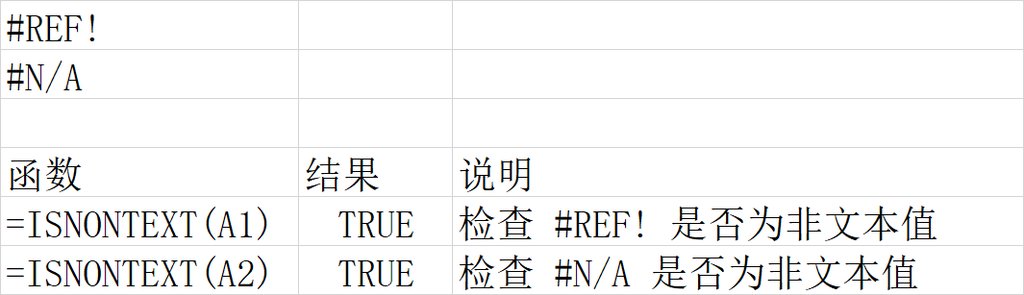 #REF!
#N/A
函数 结果 说明
=ISNONTEXT(A1) TRUE 检查 #REF! 是否为非文本值
=ISNONTEXT(A2) TRUE 检查 #N/A 是否为非文本值